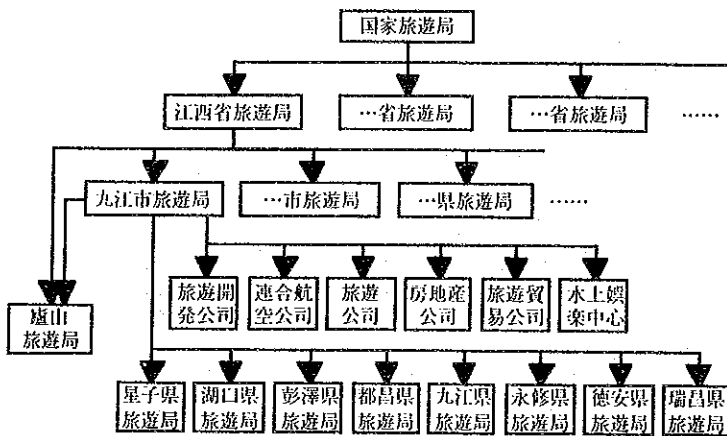 国家旅遊局
江西省旅遊局
…省旅遊局
…省旅遊局
……
九江市旅遊局
…市旅遊局
…県旅遊局
……
旅遊開
発公司
連合航
空公司
旅遊
公司
房地産
公司
旅遊貿
易公司
水上娯
楽中心
廬山
旅遊局
星子県
旅遊局
湖口県
旅遊局
彭澤県
旅遊局
都昌県
旅遊局
九江県
旅遊局
永修県
旅遊局
徳安県
旅遊局
瑞昌県
旅遊局